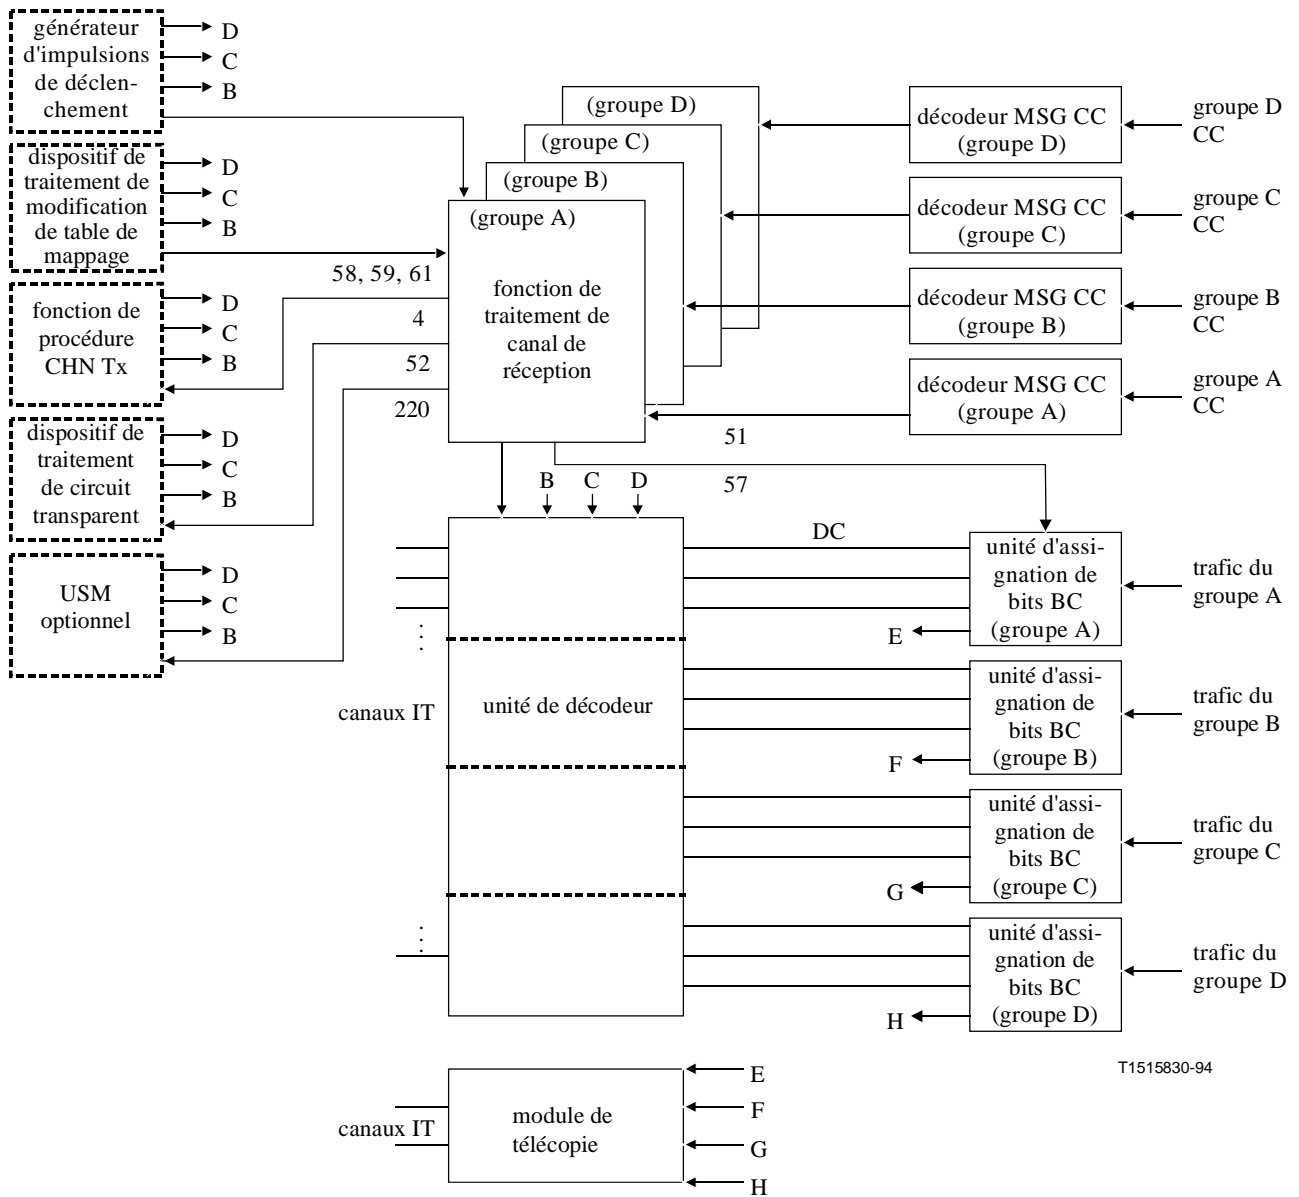 générateur
d'impulsions
de déclen-
chement
D
C
B
dispositif de
traitement de
modification
de table de
mappage
D
C
B
fonction de
procédure
CHN Tx
D
C
B
dispositif de
traitement
de circuit
transparent
D
C
B
USM
optionnel
D
C
B
58, 59, 61
4
52
220
(groupe D)
(groupe C)
(groupe B)
(groupe A)
fonction de
traitement de
canal de
réception
décodeur MSG CC
(groupe D)
groupe D
CC
décodeur MSG CC
(groupe C)
groupe C
CC
décodeur MSG CC
(groupe B)
groupe B
CC
décodeur MSG CC
(groupe A)
groupe A
CC
51
57
B C D
DC
unité d'assi-
gnation de
bits BC
(groupe A)
trafic du
groupe A
E
unité d'assi-
gnation de
bits BC
(groupe B)
trafic du
groupe B
F
canaux IT
unité de décodeur
unité d'assi-
gnation de
bits BC
(groupe C)
trafic du
groupe C
G
unité d'assi-
gnation de
bits BC
(groupe D)
trafic du
groupe D
H
T1515830-94
canaux IT
module de
télécopie
E
F
G
H